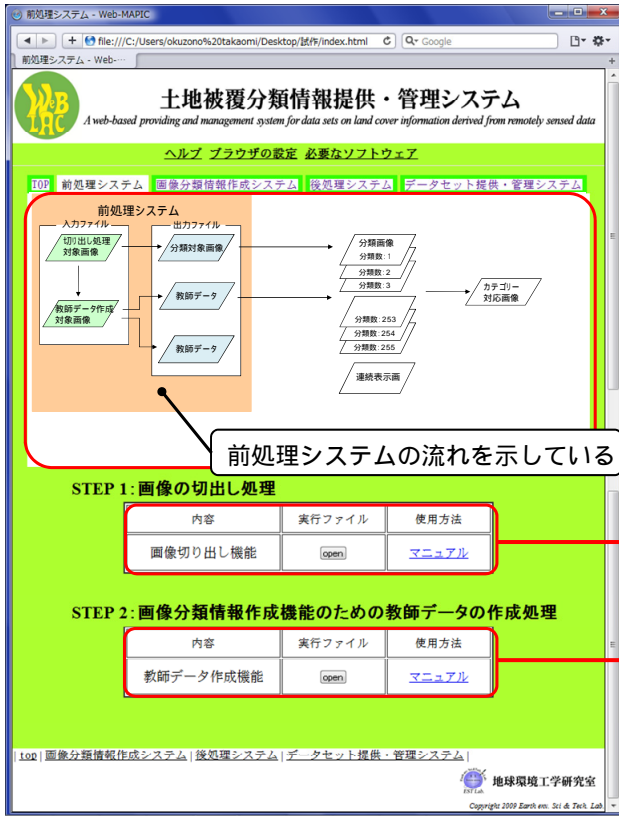 前処理システム - Web-MAPIC
file:///C:/Users/okuzono%20takaomi/Desktop/試作/index.html
Google
前処理システム - Web-…
WeB
LAC
土地被覆分類情報提供・管理システム
A web-based providing and management system for data sets on land cover information derived from remotely sensed data
ヘルプ ブラウザの設定 必要なソフトウェア
TOP 前処理システム 画像分類情報作成システム 後処理システム データセット提供・管理システム
前処理システム
入力ファイル
出力ファイル
切り出し処理
対象画像
分類対象画像
教師データ作成
対象画像
教師データ
教師データ
分類画像
分類数:1
分類数:2
分類数:3
分類数:253
分類数:254
分類数:255
連続表示画
カテゴリー
対応画像
前処理システムの流れを示している
STEP 1:画像の切出し処理
内容 実行ファイル 使用方法
画像切り出し機能 open マニュアル
STEP 2:画像分類情報作成機能のための教師データの作成処理
内容 実行ファイル 使用方法
教師データ作成機能 open マニュアル
|top|画像分類情報作成システム|後処理システム|データセット提供・管理システム|
EST Lab.
地球環境工学研究室
Copyright 2009 Earth env. Sci & Tech. Lab